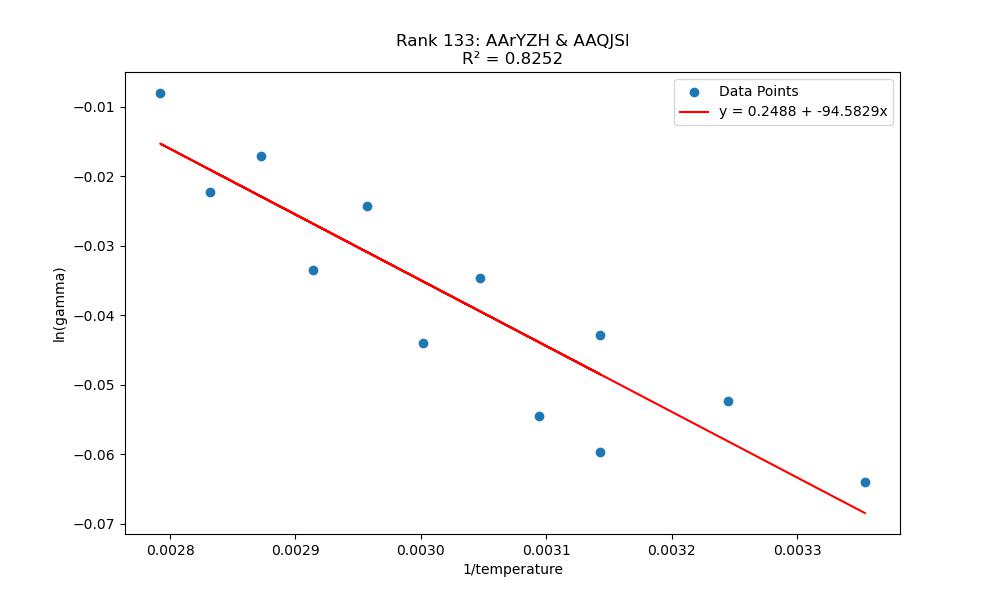 Rank 133: AArYZH & AAQJSI
R² = 0.8252
Data Points
y = 0.2488 + -94.5829x
ln(gamma)
−0.01
−0.02
−0.03
−0.04
−0.05
−0.06
−0.07
0.0028 0.0029 0.0030 0.0031 0.0032 0.0033
1/temperature